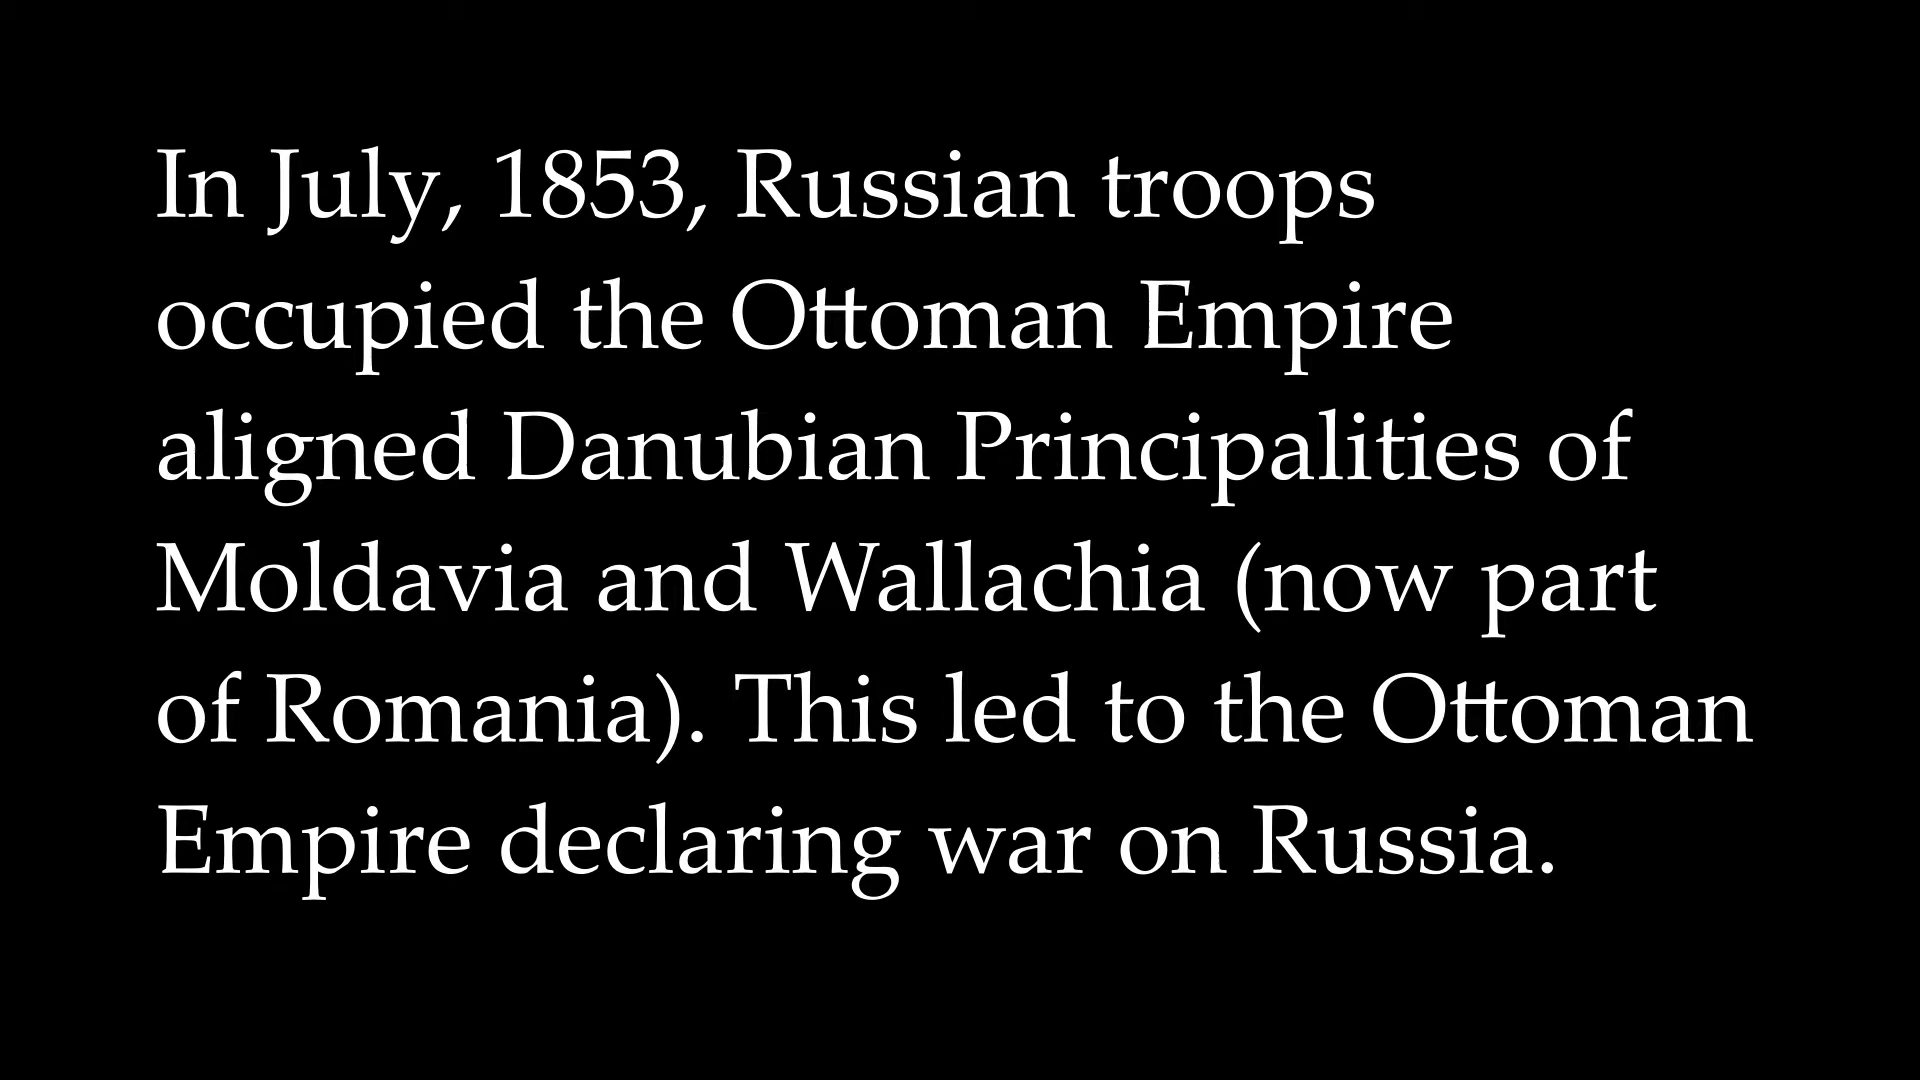 In July, 1853, Russian troops
occupied the Ottoman Empire
aligned Danubian Principalities of
Moldavia and Wallachia (now part
of Romania). This led to the Ottoman
Empire declaring war on Russia.